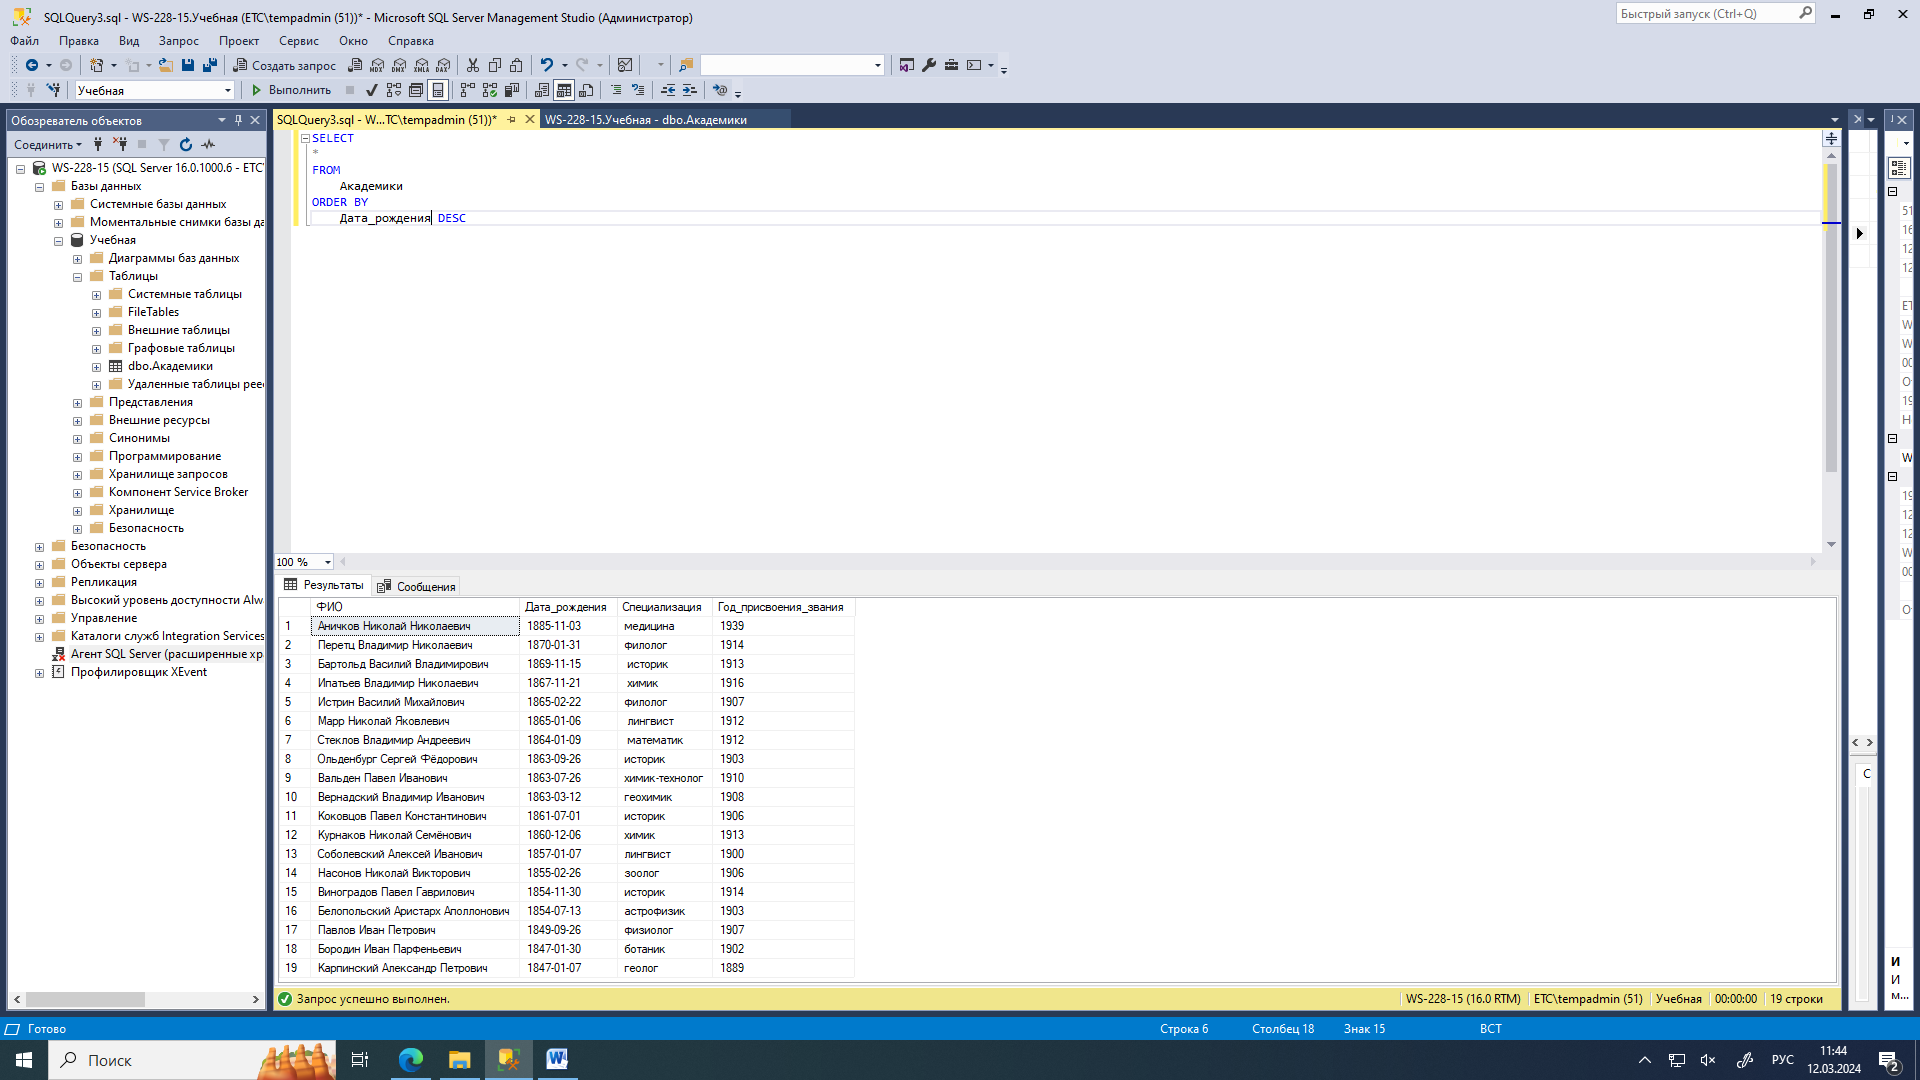 SQLQuery3.sql - WS-228-15.Учебная (ETC\tempadmin (51))* - Microsoft SQL Server Management Studio (Администратор)
Быстрый запуск (Ctrl+Q)
Файл Правка Вид Запрос Проект Сервис Окно Справка
Создать запрос
MDX DMX XMLA DAX
Учебная
Выполнить
Обозреватель объектов
Соединить
WS-228-15 (SQL Server 16.0.1000.6 - ETC\
Базы данных
Системные базы данных
Моментальные снимки базы да
Учебная
Диаграммы баз данных
Таблицы
Системные таблицы
FileTables
Внешние таблицы
Графовые таблицы
dbo.Академики
Удаленные таблицы рее
Представления
Внешние ресурсы
Синонимы
Программирование
Хранилище запросов
Компонент Service Broker
Хранилище
Безопасность
Безопасность
Объекты сервера
Репликация
Высокий уровень доступности Alw
Управление
Каталоги служб Integration Services
Агент SQL Server (расширенные хр
Профилировщик XEvent
SQLQuery3.sql - W...TC\tempadmin (51))*
WS-228-15.Учебная - dbo.Академики
SELECT
*
FROM
Академики
ORDER BY
Дата_рождения DESC
100 %
Результаты Сообщения
ФИО Дата_рождения Специализация Год_присвоения_звания
1 Аничков Николай Николаевич 1885-11-03 медицина 1939
2 Перетц Владимир Николаевич 1870-01-31 филолог 1914
3 Бартольд Василий Владимирович 1869-11-15 историк 1913
4 Ипатьев Владимир Николаевич 1867-11-21 химик 1916
5 Истрин Василий Михайлович 1865-02-22 филолог 1907
6 Марр Николай Яковлевич 1865-01-06 лингвист 1912
7 Стеклов Владимир Андреевич 1864-01-09 математик 1912
8 Ольденбург Сергей Фёдорович 1863-09-26 историк 1903
9 Вальден Павел Иванович 1863-07-26 химик-технолог 1910
10 Вернадский Владимир Иванович 1863-03-12 геохимик 1908
11 Коковцов Павел Константинович 1861-07-01 историк 1906
12 Курнаков Николай Семёнович 1860-12-06 химик 1913
13 Соболевский Алексей Иванович 1857-01-07 лингвист 1900
14 Насонов Николай Викторович 1855-02-26 зоолог 1906
15 Виноградов Павел Гаврилович 1854-11-30 историк 1914
16 Белопольский Аристарх Аполлонович 1854-07-13 астрофизик 1903
17 Павлов Иван Петрович 1849-09-26 физиолог 1907
18 Бородин Иван Парфеньевич 1847-01-30 ботаник 1902
19 Карпинский Александр Петрович 1847-01-07 геолог 1889
Запрос успешно выполнен.
WS-228-15 (16.0 RTM) ETC\tempadmin (51) Учебная 00:00:00 19 строки
51
16
12
12
ET
W
W
00
О
19
Н
W
19
12
12
W
00
О
С
И
И
м...
Готово
Строка 6 Столбец 18 Знак 15 ВСТ
Поиск
РУС
11:44
12.03.2024
2